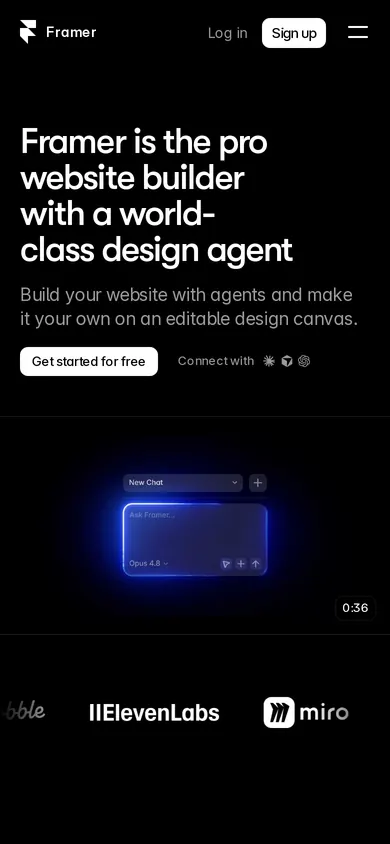 Framer
Log in
Sign up
Framer is the pro
website builder
with a world-
class design agent
Build your website with agents and make
it your own on an editable design canvas.
Get started for free
Connect with
New Chat
Ask Framer...
Opus 4.8
0:36
bble
IIElevenLabs
miro